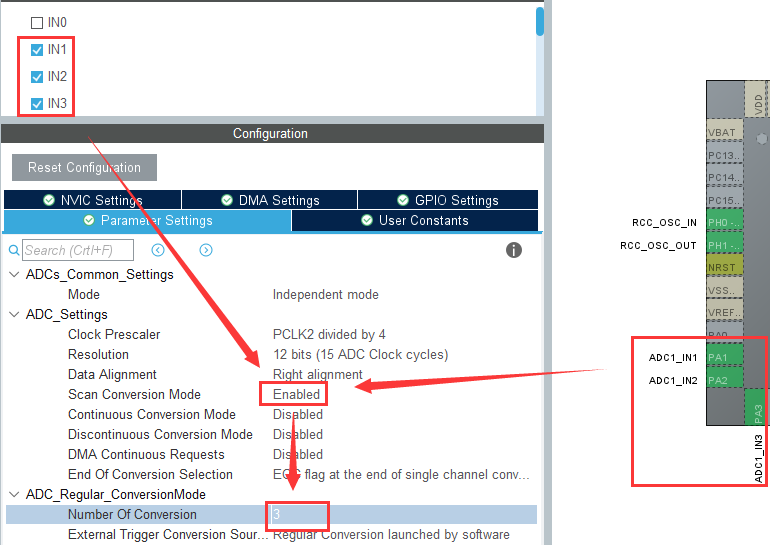 IN0
IN1
IN2
IN3
Configuration
Reset Configuration
NVIC Settings
DMA Settings
GPIO Settings
Parameter Settings
User Constants
Search (CrtI+F)
ADCs_Common_Settings
Mode Independent mode
ADC_Settings
Clock Prescaler PCLK2 divided by 4
Resolution 12 bits (15 ADC Clock cycles)
Data Alignment Right alignment
Scan Conversion Mode Enabled
Continuous Conversion Mode Disabled
Discontinuous Conversion Mode Disabled
DMA Continuous Requests Disabled
End Of Conversion Selection EOC flag at the end of single channel conv...
ADC_Regular_ConversionMode
Number Of Conversion 3
External Trigger Conversion Sour... Regular Conversion launched by software
VDD
VBAT
PC13..
PC14..
PC15..
RCC_OSC_IN PH0 -..
RCC_OSC_OUT PH1 -..
NRST
VSS..
VREF..
PA0
ADC1_IN1 PA1
ADC1_IN2 PA2
PA3
ADC1_IN3